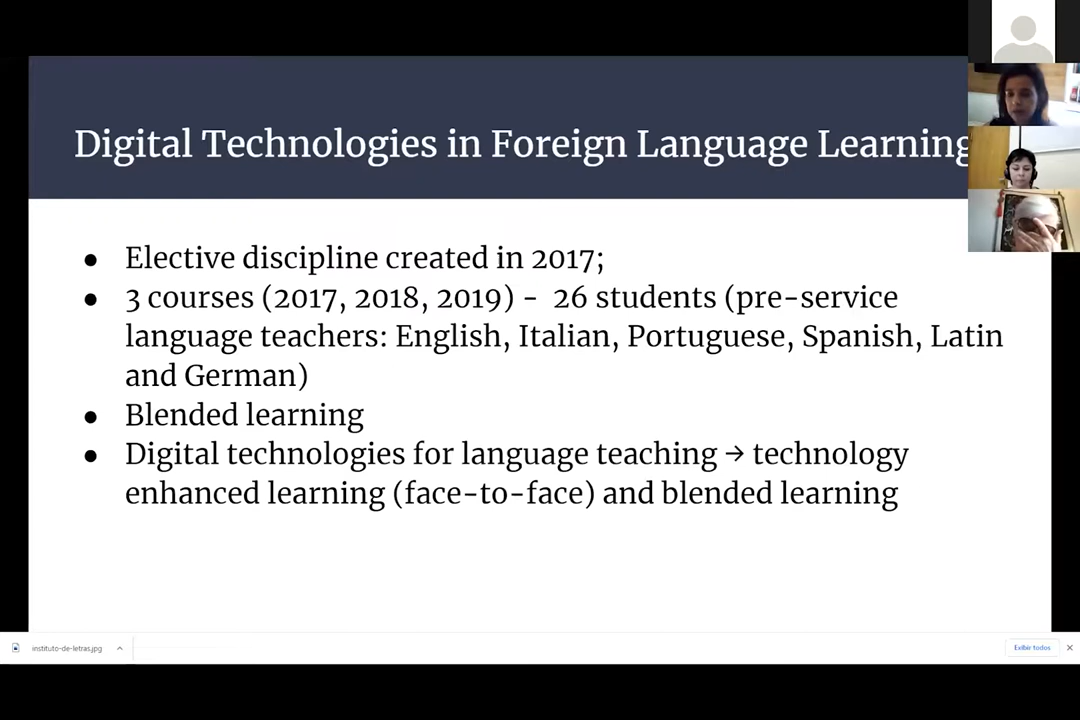 Digital Technologies in Foreign Language Learning
● Elective discipline created in 2017;
● 3 courses (2017, 2018, 2019) - 26 students (pre-service
language teachers: English, Italian, Portuguese, Spanish, Latin
and German)
● Blended learning
● Digital technologies for language teaching → technology
enhanced learning (face-to-face) and blended learning
instituto-de-letras.jpg
Exibir todos